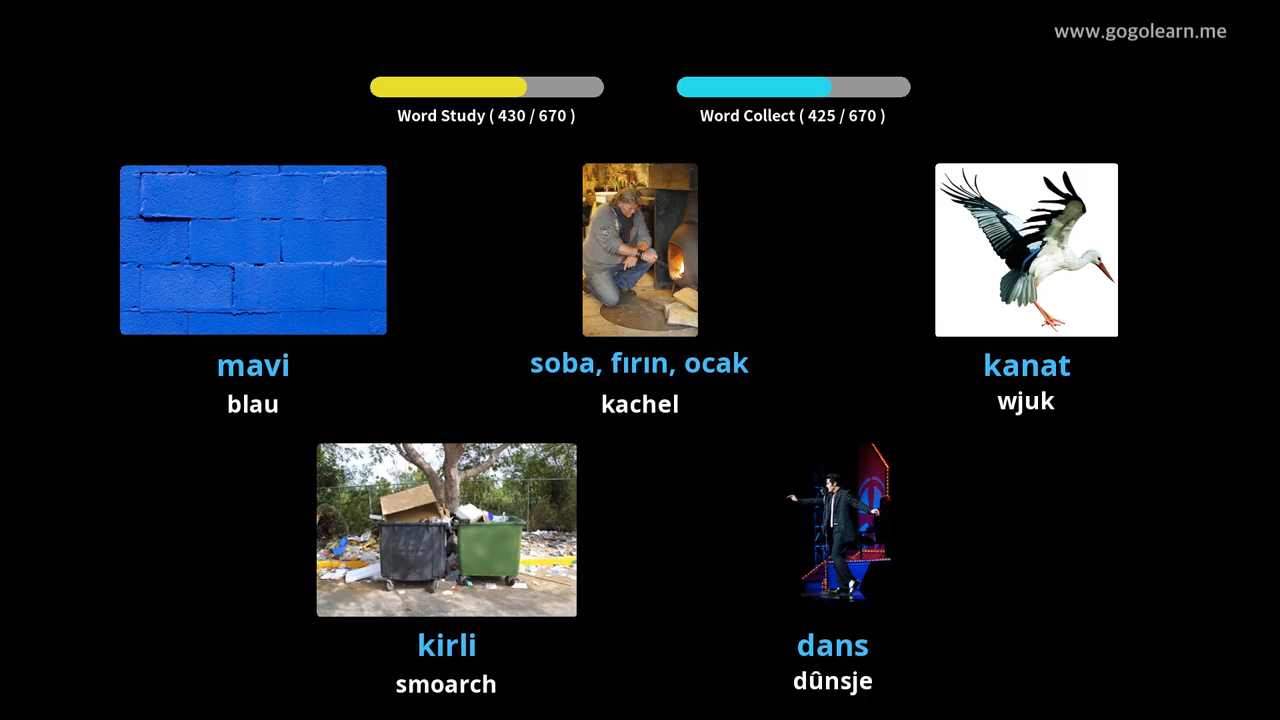 www.gogolearn.me
Word Study ( 430 / 670 )
Word Collect ( 425 / 670 )
mavi
blau
soba, fırın, ocak
kachel
kanat
wjuk
kirli
smoarch
dans
dûnsje